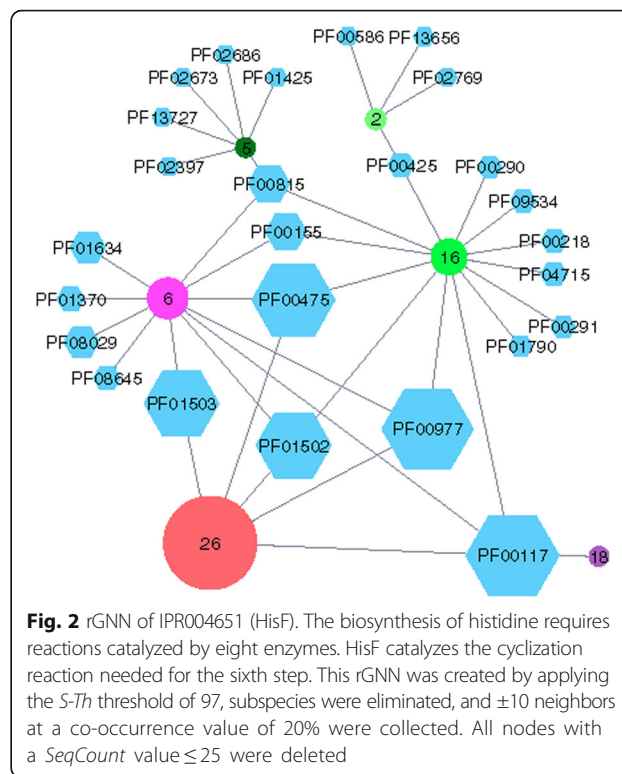 PF00586
PF13656
PF02686
PF02673
PF01425
PF02769
PF13727
2
5
PF02397
PF00425
PF00290
PF00815
PF09534
PF00155
PF00218
PF01634
16
PF04715
6
PF00475
PF01370
PF00291
PF08029
PF01790
PF08645
PF01503
PF00977
PF01502
26
PF00117
18
Fig. 2 rGNN of IPR004651 (HisF). The biosynthesis of histidine requires
reactions catalyzed by eight enzymes. HisF catalyzes the cyclization
reaction needed for the sixth step. This rGNN was created by applying
the S-Th threshold of 97, subspecies were eliminated, and ±10 neighbors
at a co-occurrence value of 20% were collected. All nodes with
a SeqCount value ≤ 25 were deleted